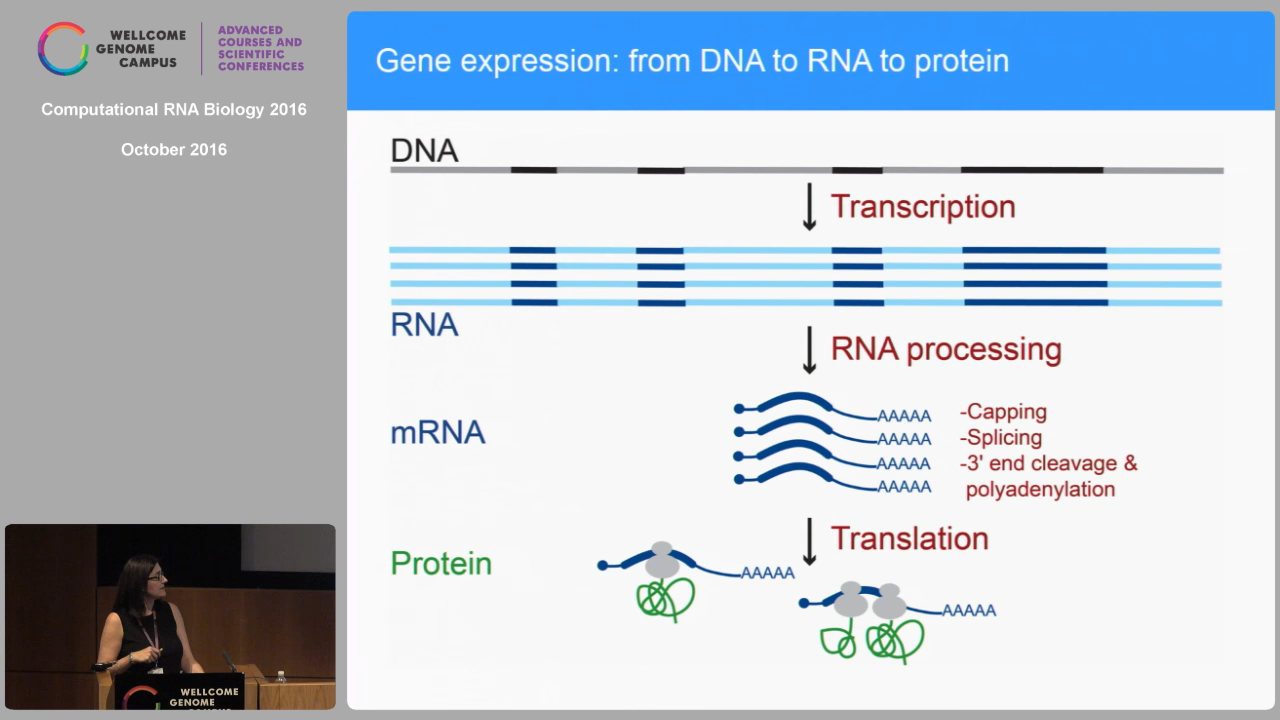 WELLCOME
GENOME
CAMPUS
ADVANCED
COURSES AND
SCIENTIFIC
CONFERENCES
Computational RNA Biology 2016
October 2016
Gene expression: from DNA to RNA to protein
DNA
Transcription
RNA
RNA processing
mRNA
AAAAA
AAAAA
AAAAA
AAAAA
-Capping
-Splicing
-3' end cleavage &
polyadenylation
Translation
Protein
AAAAA
AAAAA
WELLCOME
GENOME
CAMPUS